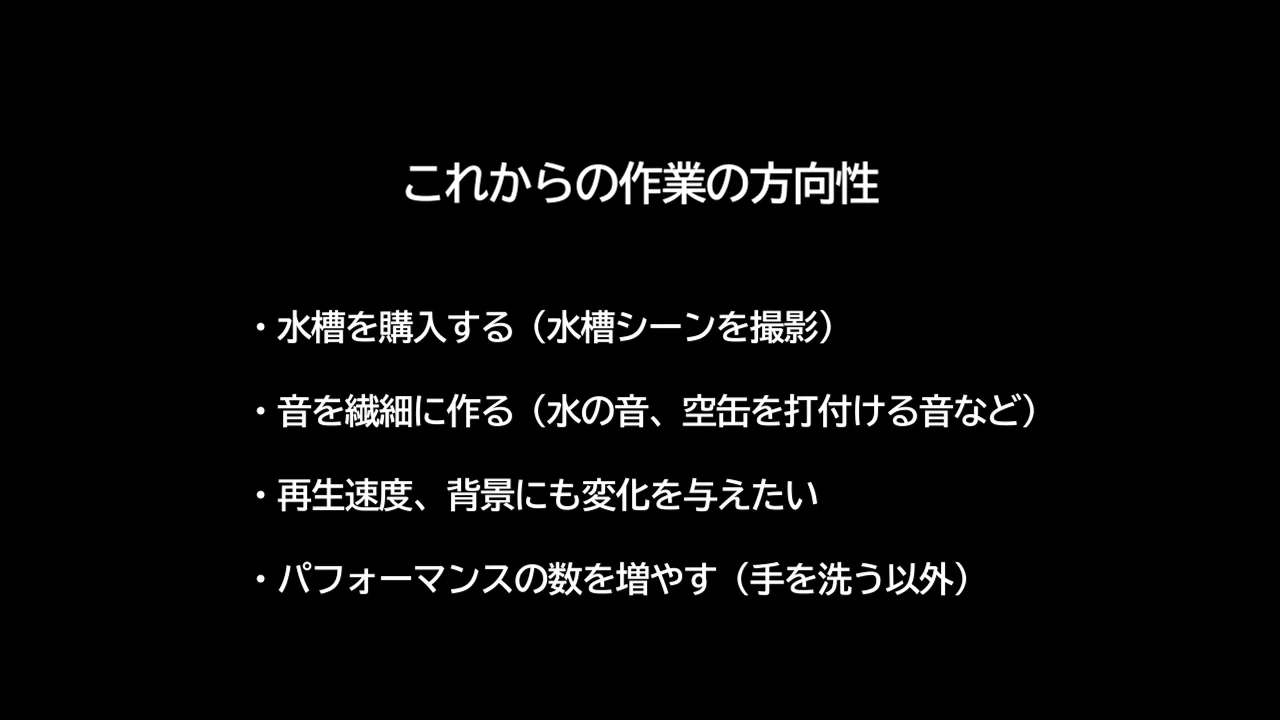 これからの作業の方向性
・水槽を購入する（水槽シーンを撮影）
・音を繊細に作る（水の音、空缶を打付ける音など）
・再生速度、背景にも変化を与えたい
・パフォーマンスの数を増やす（手を洗う以外）